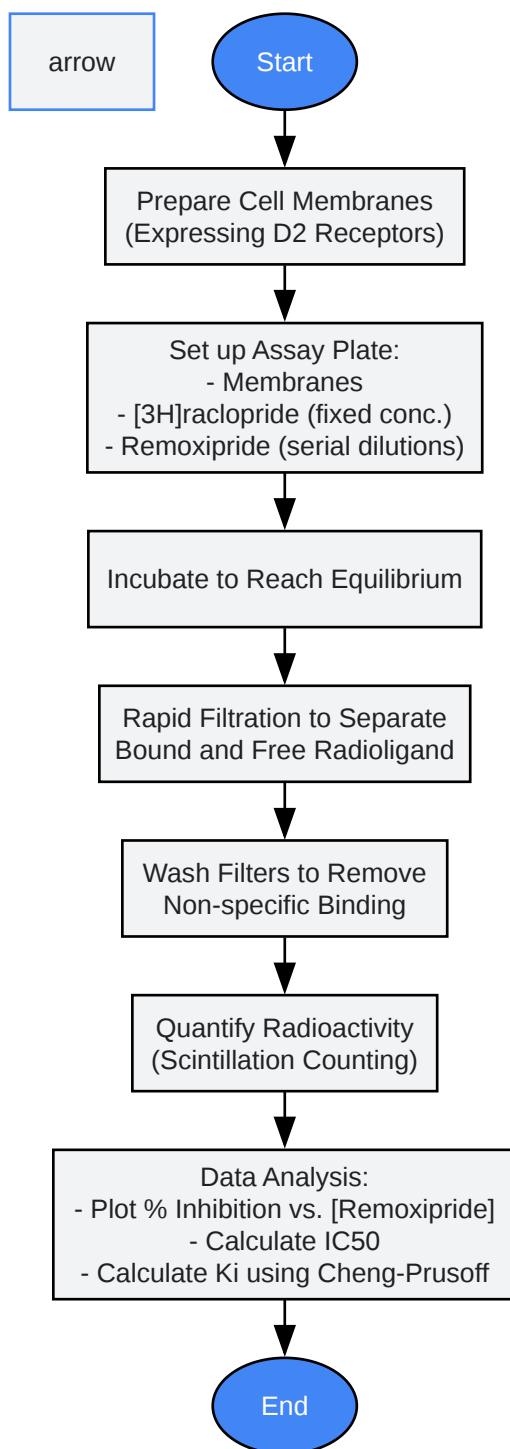 arrow
Start
Prepare Cell Membranes
(Expressing D2 Receptors)
Set up Assay Plate:
- Membranes
- [3H]raclopride (fixed conc.)
- Remoxipride (serial dilutions)
Incubate to Reach Equilibrium
Rapid Filtration to Separate
Bound and Free Radioligand
Wash Filters to Remove
Non-specific Binding
Quantify Radioactivity
(Scintillation Counting)
Data Analysis:
- Plot % Inhibition vs. [Remoxipride]
- Calculate IC50
- Calculate Ki using Cheng-Prusoff
End